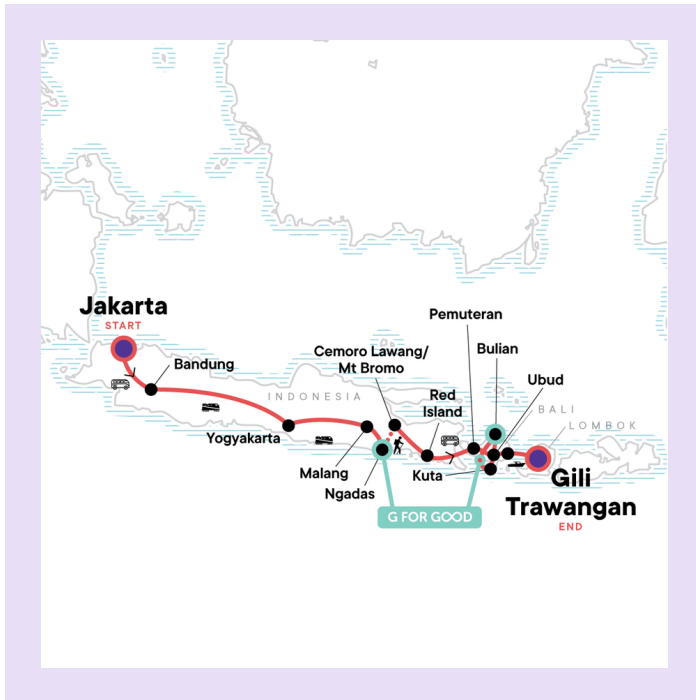 Jakarta
START
Bandung
Yogyakarta
INDONESIA
Cemoro Lawang/
Mt Bromo
Malang
Ngadas
Red
Island
Pemuteran
Bulian
Ubud
Kuta
BALI
LOMBOK
Gili
Trawangan
END
G FOR GOOD